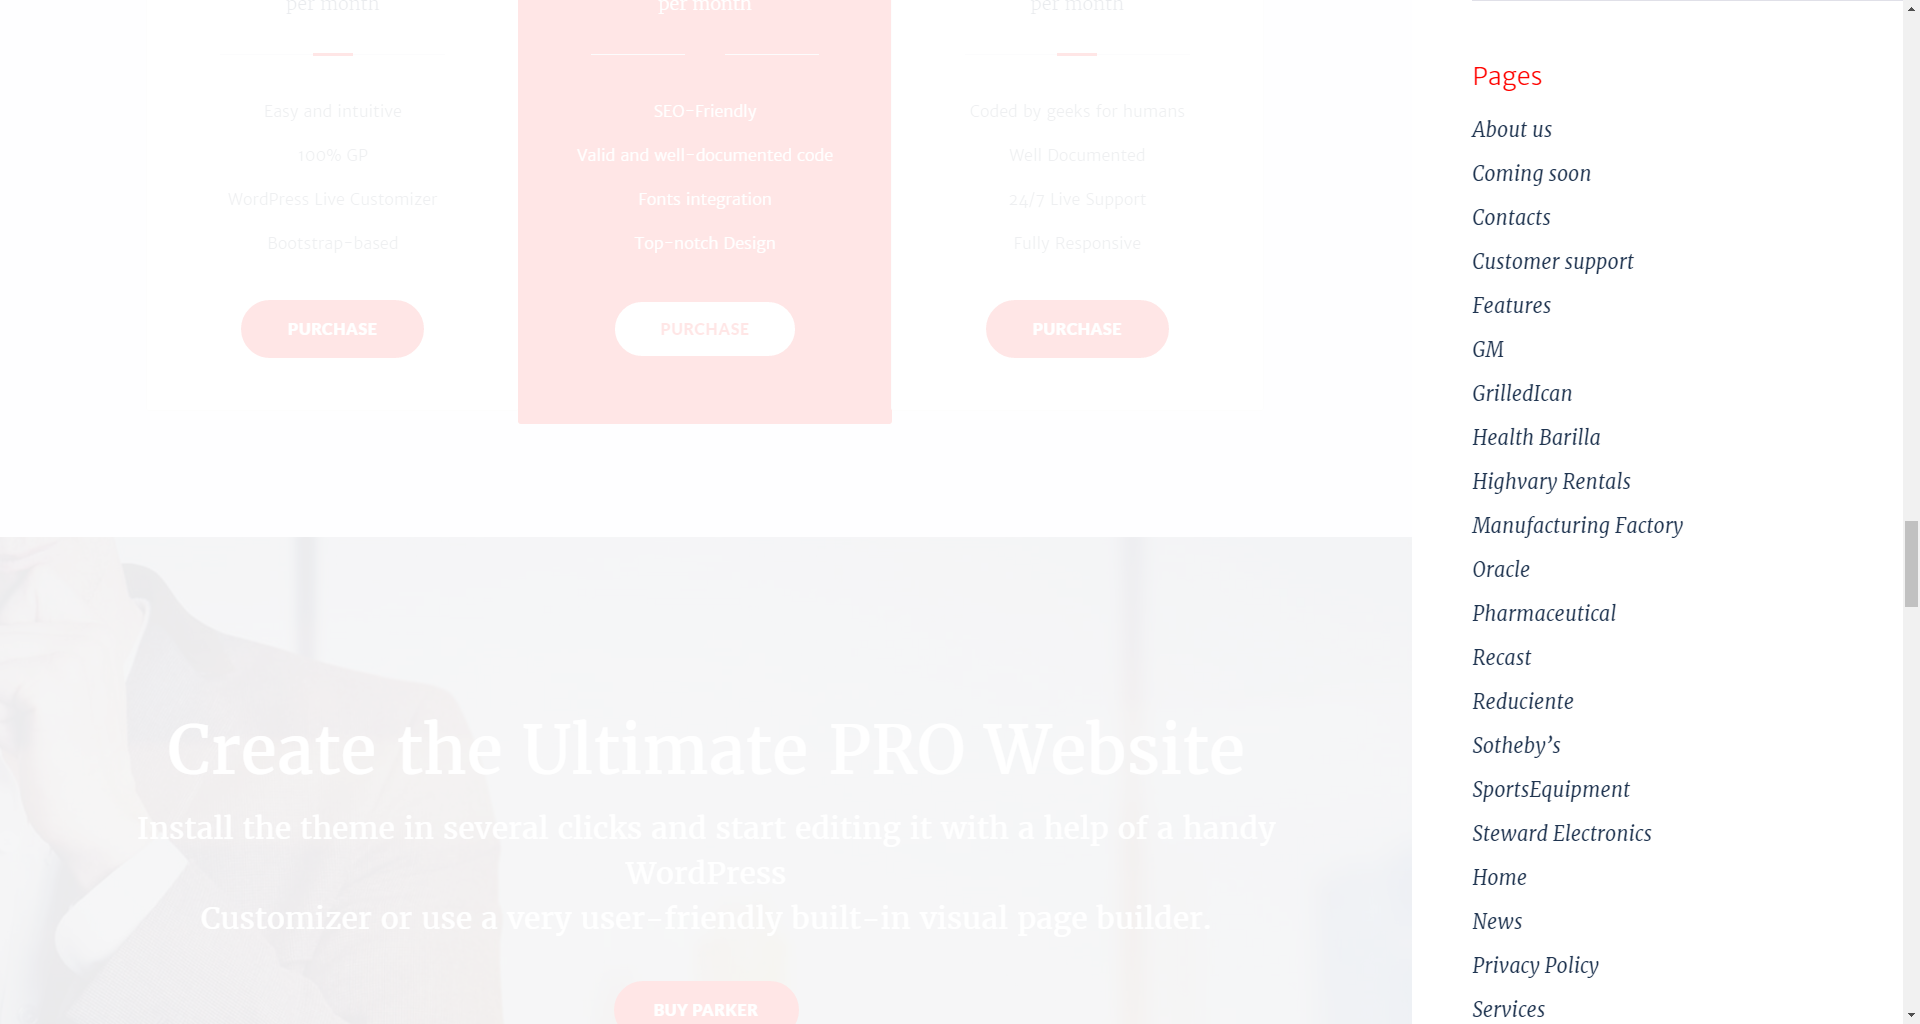 per month
per month
per month
Easy and intuitive
100% GP
WordPress Live Customizer
Bootstrap-based
PURCHASE
SEO-Friendly
Valid and well-documented code
Fonts integration
Top-notch Design
PURCHASE
Coded by geeks for humans
Well Documented
24/7 Live Support
Fully Responsive
PURCHASE
Create the Ultimate PRO Website
Install the theme in several clicks and start editing it with a help of a handy
WordPress
Customizer or use a very user-friendly built-in visual page builder.
BUY PARKER
Pages
About us
Coming soon
Contacts
Customer support
Features
GM
GrilledIcan
Health Barilla
Highvary Rentals
Manufacturing Factory
Oracle
Pharmaceutical
Recast
Reduciente
Sotheby’s
SportsEquipment
Steward Electronics
Home
News
Privacy Policy
Services